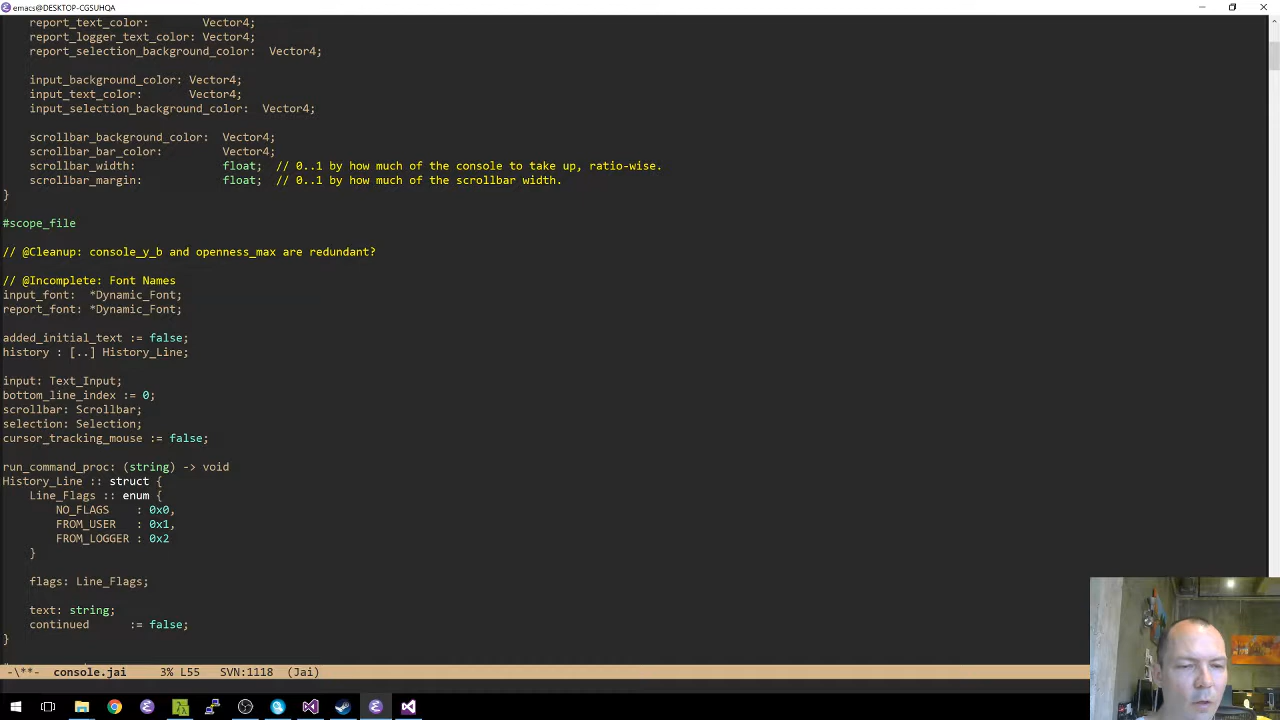 emacs@DESKTOP-CGSUHQA
report_text_color: Vector4;
report_logger_text_color: Vector4;
report_selection_background_color: Vector4;
input_background_color: Vector4;
input_text_color: Vector4;
input_selection_background_color: Vector4;
scrollbar_background_color: Vector4;
scrollbar_bar_color: Vector4;
scrollbar_width: float; // 0..1 by how much of the console to take up, ratio-wise.
scrollbar_margin: float; // 0..1 by how much of the scrollbar width.
}
#scope_file
// @Cleanup: console_y_b and openness_max are redundant?
// @Incomplete: Font Names
input_font: *Dynamic_Font;
report_font: *Dynamic_Font;
added_initial_text := false;
history : [..] History_Line;
input: Text_Input;
bottom_line_index := 0;
scrollbar: Scrollbar;
selection: Selection;
cursor_tracking_mouse := false;
run_command_proc: (string) -> void
History_Line :: struct {
Line_Flags :: enum {
NO_FLAGS : 0x0,
FROM_USER : 0x1,
FROM_LOGGER : 0x2
}
flags: Line_Flags;
text: string;
continued := false;
}
-\**- console.jai 3% L55 SVN:1118 (Jai)